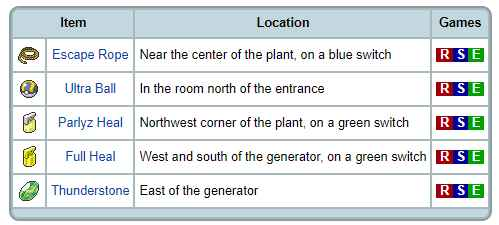 Item Location Games
Escape Rope Near the center of the plant, on a blue switch R S E
Ultra Ball In the room north of the entrance R S E
Parlyz Heal Northwest corner of the plant, on a green switch R S E
Full Heal West and south of the generator, on a green switch R S E
Thunderstone East of the generator R S E